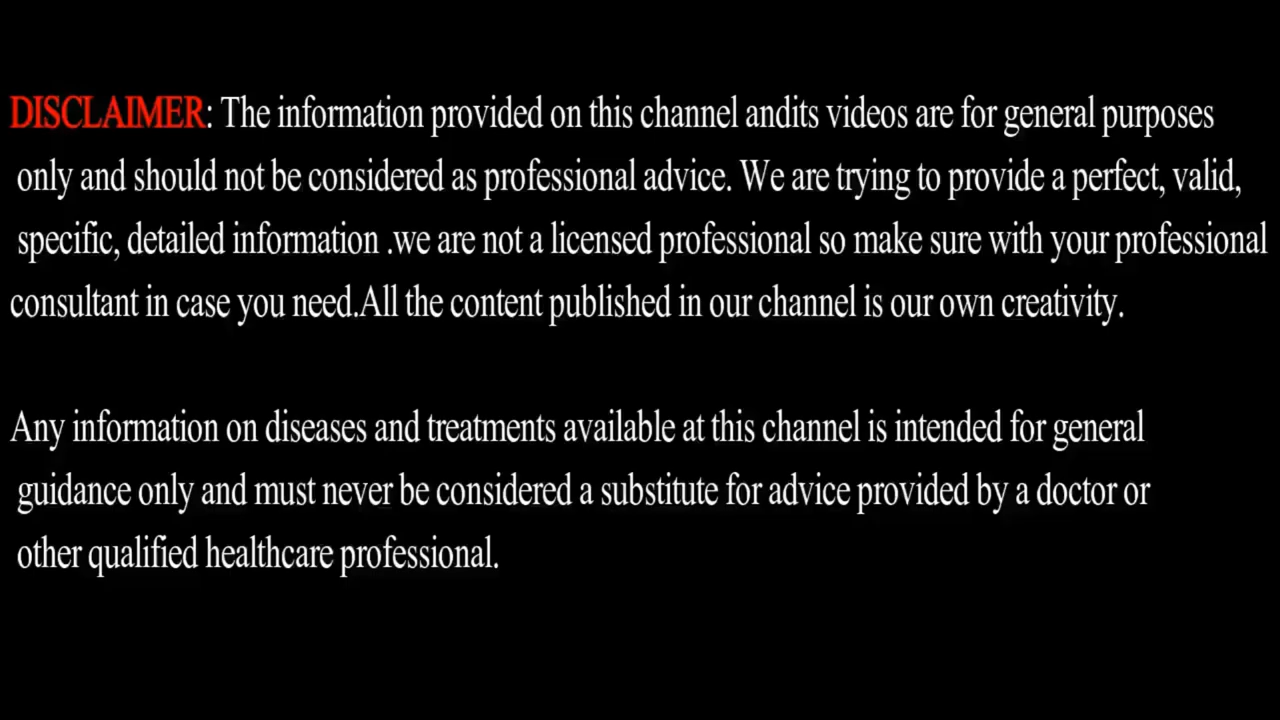 DISCLAIMER: The information provided on this channel andits videos are for general purposes
only and should not be considered as professional advice. We are trying to provide a perfect, valid,
specific, detailed information .we are not a licensed professional so make sure with your professional
consultant in case you need.All the content published in our channel is our own creativity.
Any information on diseases and treatments available at this channel is intended for general
guidance only and must never be considered a substitute for advice provided by a doctor or
other qualified healthcare professional.